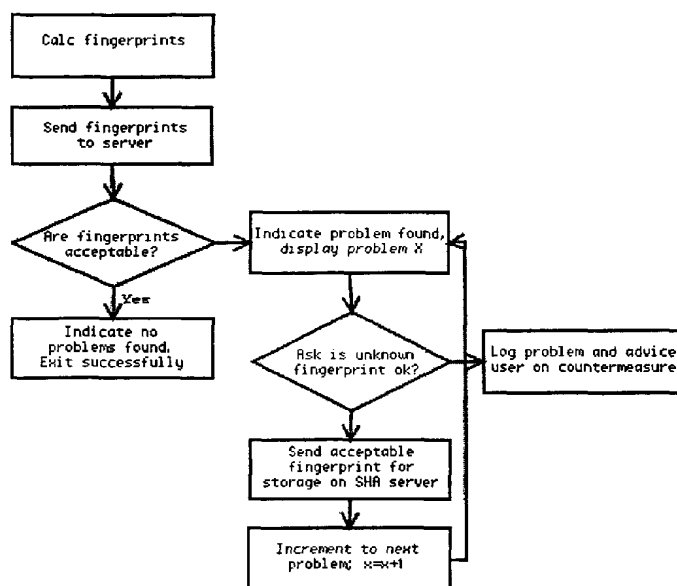 Calc fingerprints
Send fingerprints
to server
Are fingerprints
acceptable?
Indicate problem found,
display problem X
Yes
Indicate no
problems found.
Exit successfully
Ask is unknown
fingerprint ok?
Log problem and advice
user on countermeasure
Send acceptable
fingerprint for
storage on SHA server
Increment to next
problem; x=x+1